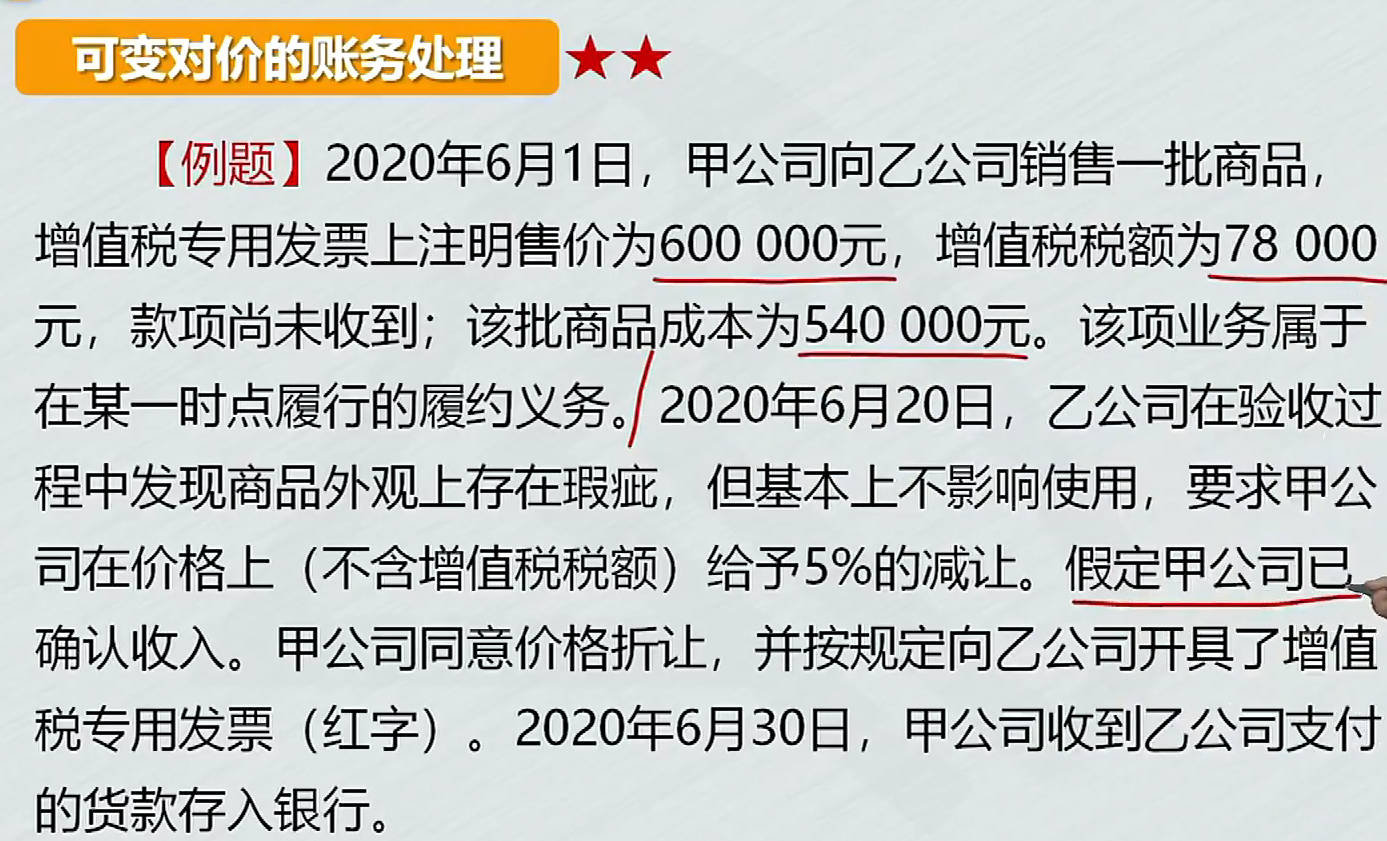 可变对价的账务处理★★
【例题】2020年6月1日，甲公司向乙公司销售一批商品，
增值税专用发票上注明售价为600 000元，增值税税额为78 000
元，款项尚未收到；该批商品成本为540 000元。该项业务属于
在某一时点履行的履约义务。2020年6月20日，乙公司在验收过
程中发现商品外观上存在瑕疵，但基本上不影响使用，要求甲公
司在价格上（不含增值税税额）给予5%的减让。假定甲公司已
确认收入。甲公司同意价格折让，并按规定向乙公司开具了增值
税专用发票（红字）。2020年6月30日，甲公司收到乙公司支付
的货款存入银行。